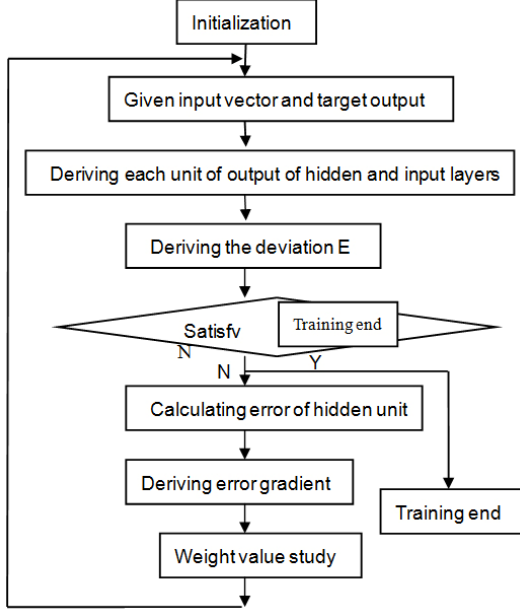 Initialization
Given input vector and target output
Deriving each unit of output of hidden and input layers
Deriving the deviation E
Satisfv
Training end
N
N
Y
Calculating error of hidden unit
Deriving error gradient
Training end
Weight value study